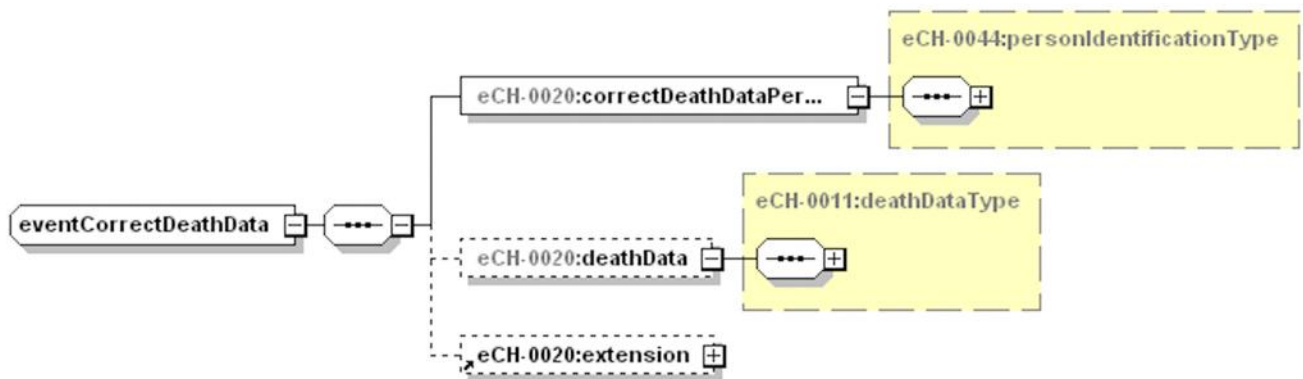 eCH-0044:personIdentificationType
eCH-0020:correctDeathDataPer...
eCH-0011:deathDataType
eventCorrectDeathData
eCH-0020:deathData
eCH-0020:extension